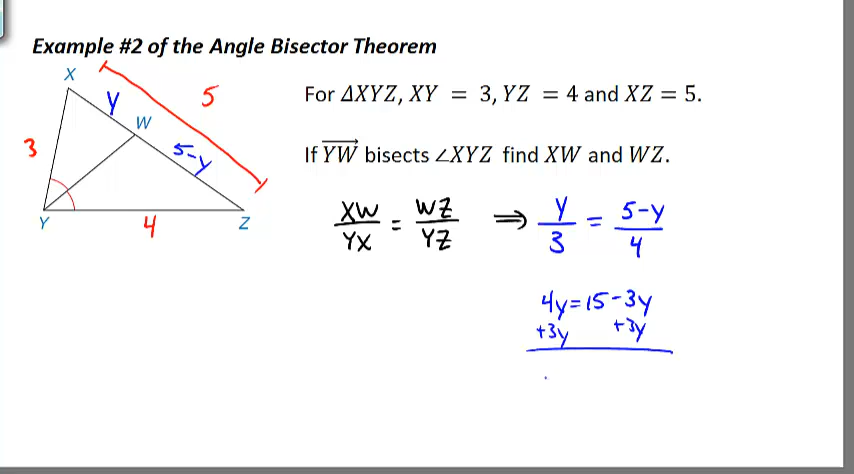 Example #2 of the Angle Bisector Theorem
X
Y
5
For ΔXYZ, XY = 3, YZ = 4 and XZ = 5.
W
3
5-y
If \overrightarrow{YW} bisects ∠XYZ find XW and WZ.
Y
4
Z
XW/YX = WZ/YZ ⇒ y/3 = 5-y/4
4y=15-3y
+3y +3y